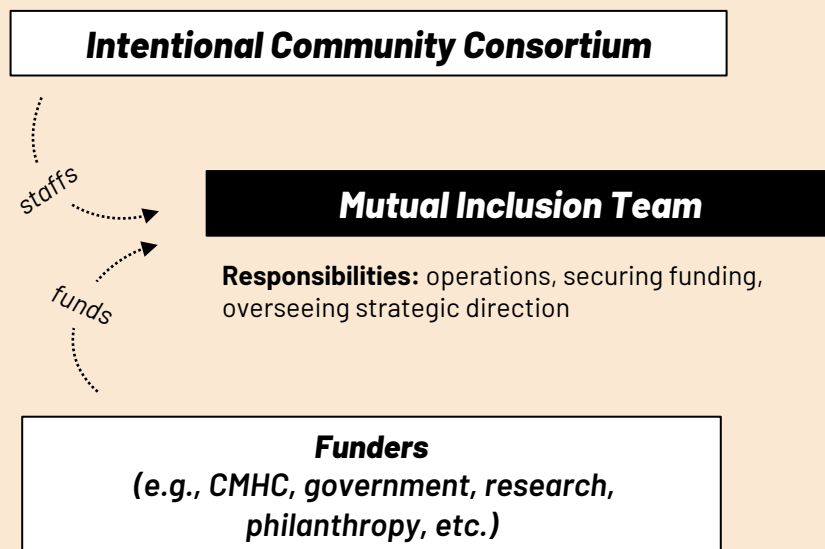 Intentional Community Consortium
staffs
Mutual Inclusion Team
Responsibilities: operations, securing funding,
overseeing strategic direction
funds
Funders
(e.g., CMHC, government, research,
philanthropy, etc.)